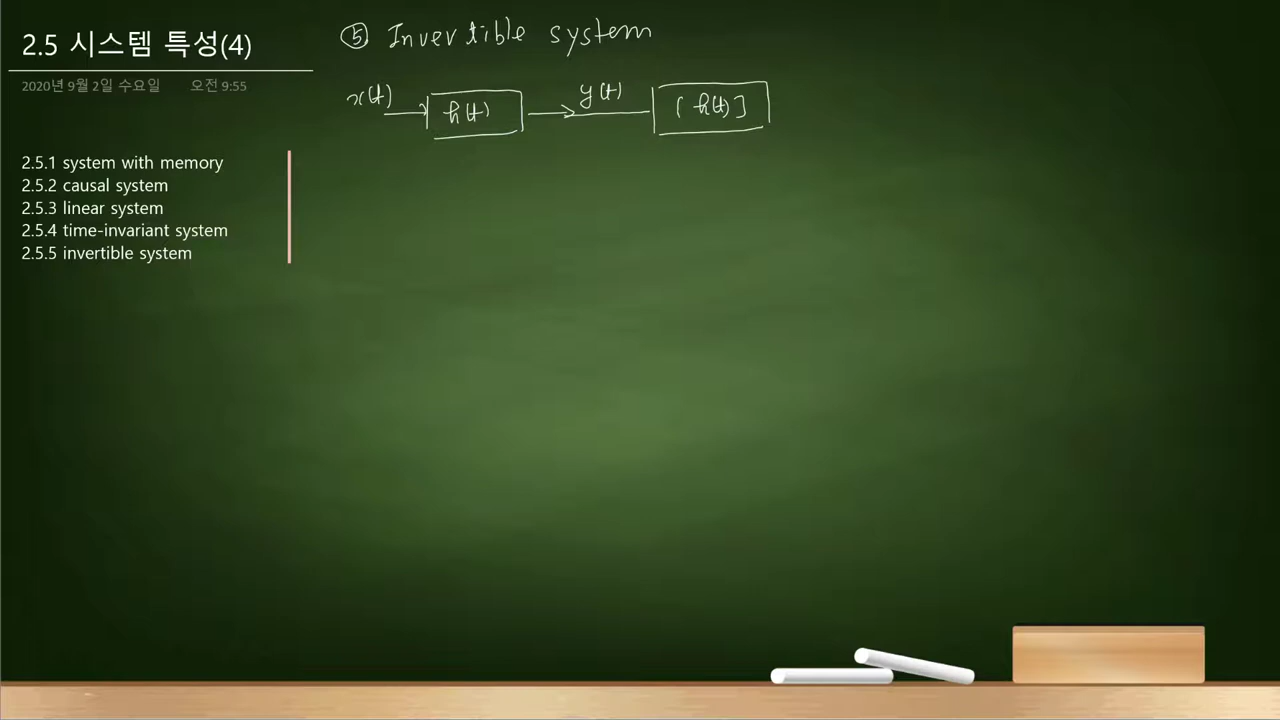 2.5 시스템 특성(4)
2020년 9월 2일 수요일 오전 9:55
2.5.1 system with memory
2.5.2 causal system
2.5.3 linear system
2.5.4 time-invariant system
2.5.5 invertible system
⑤ Invertible system
x(t) h(t) y(t) [h(t)]